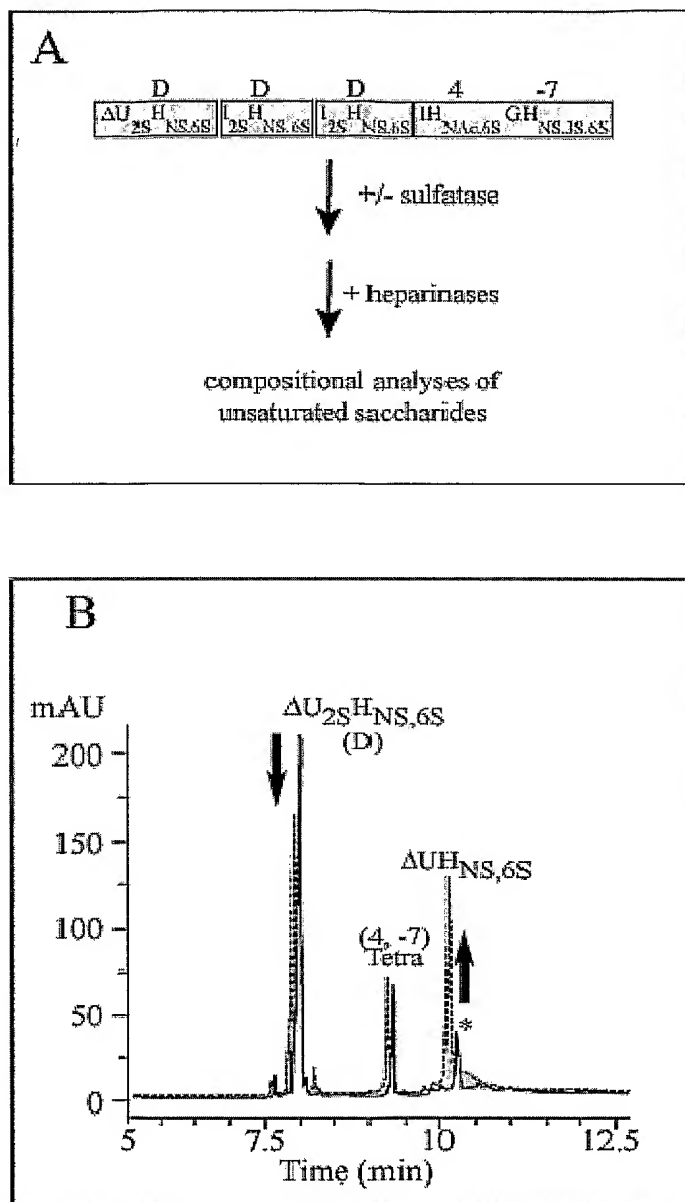 A
D D D 4 -7
ΔU2SHNS,6S I2SHNS,6S I2SHNS,6S IHNAc,6S GHNS,3S,6S
+/- sulfatase
+ heparinases
compositional analyses of
unsaturated saccharides
B
mAU
ΔU2SHNS,6S
(D)
200
150
ΔUHNS,6S
100
(4, -7)
Tetra
50
*
0
5 7.5 10 12.5
Time (min)